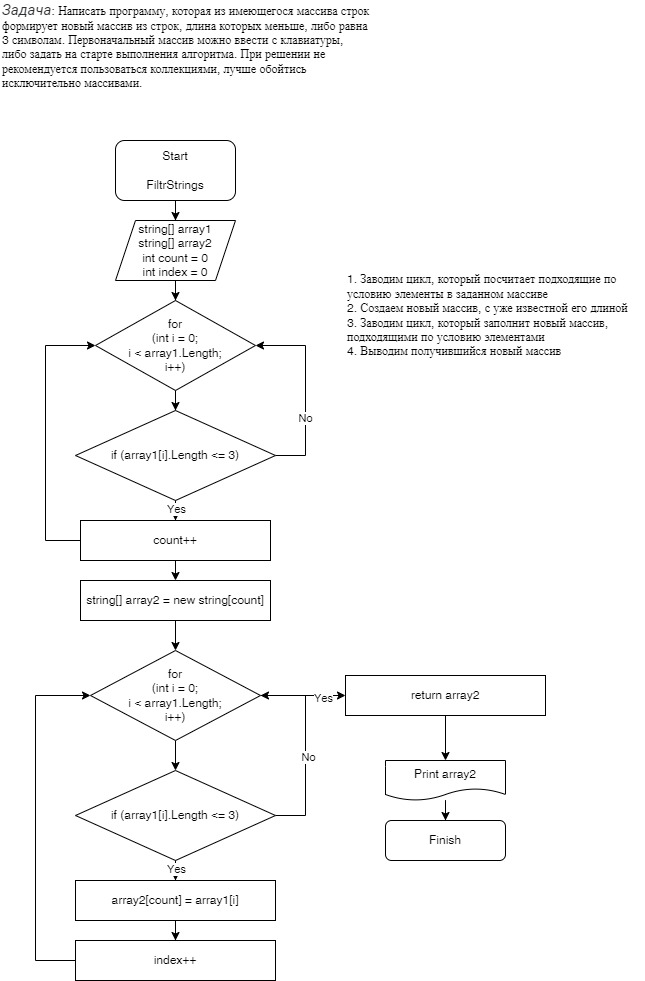 Задача: Написать программу, которая из имеющегося массива строк
формирует новый массив из строк, длина которых меньше, либо равна
3 символам. Первоначальный массив можно ввести с клавиатуры,
либо задать на старте выполнения алгоритма. При решении не
рекомендуется пользоваться коллекциями, лучше обойтись
исключительно массивами.
Start
FiltrStrings
string[] array1
string[] array2
int count = 0
int index = 0
1. Заводим цикл, который посчитает подходящие по
условию элементы в заданном массиве
2. Создаем новый массив, с уже известной его длиной
3. Заводим цикл, который заполнит новый массив,
подходящими по условию элементами
4. Выводим получившийся новый массив
for
(int i = 0;
i < array1.Length;
i++)
No
if (array1[i].Length <= 3)
Yes
count++
string[] array2 = new string[count]
for
(int i = 0;
i < array1.Length;
i++)
Yes
return array2
No
Print array2
if (array1[i].Length <= 3)
Finish
Yes
array2[count] = array1[i]
index++